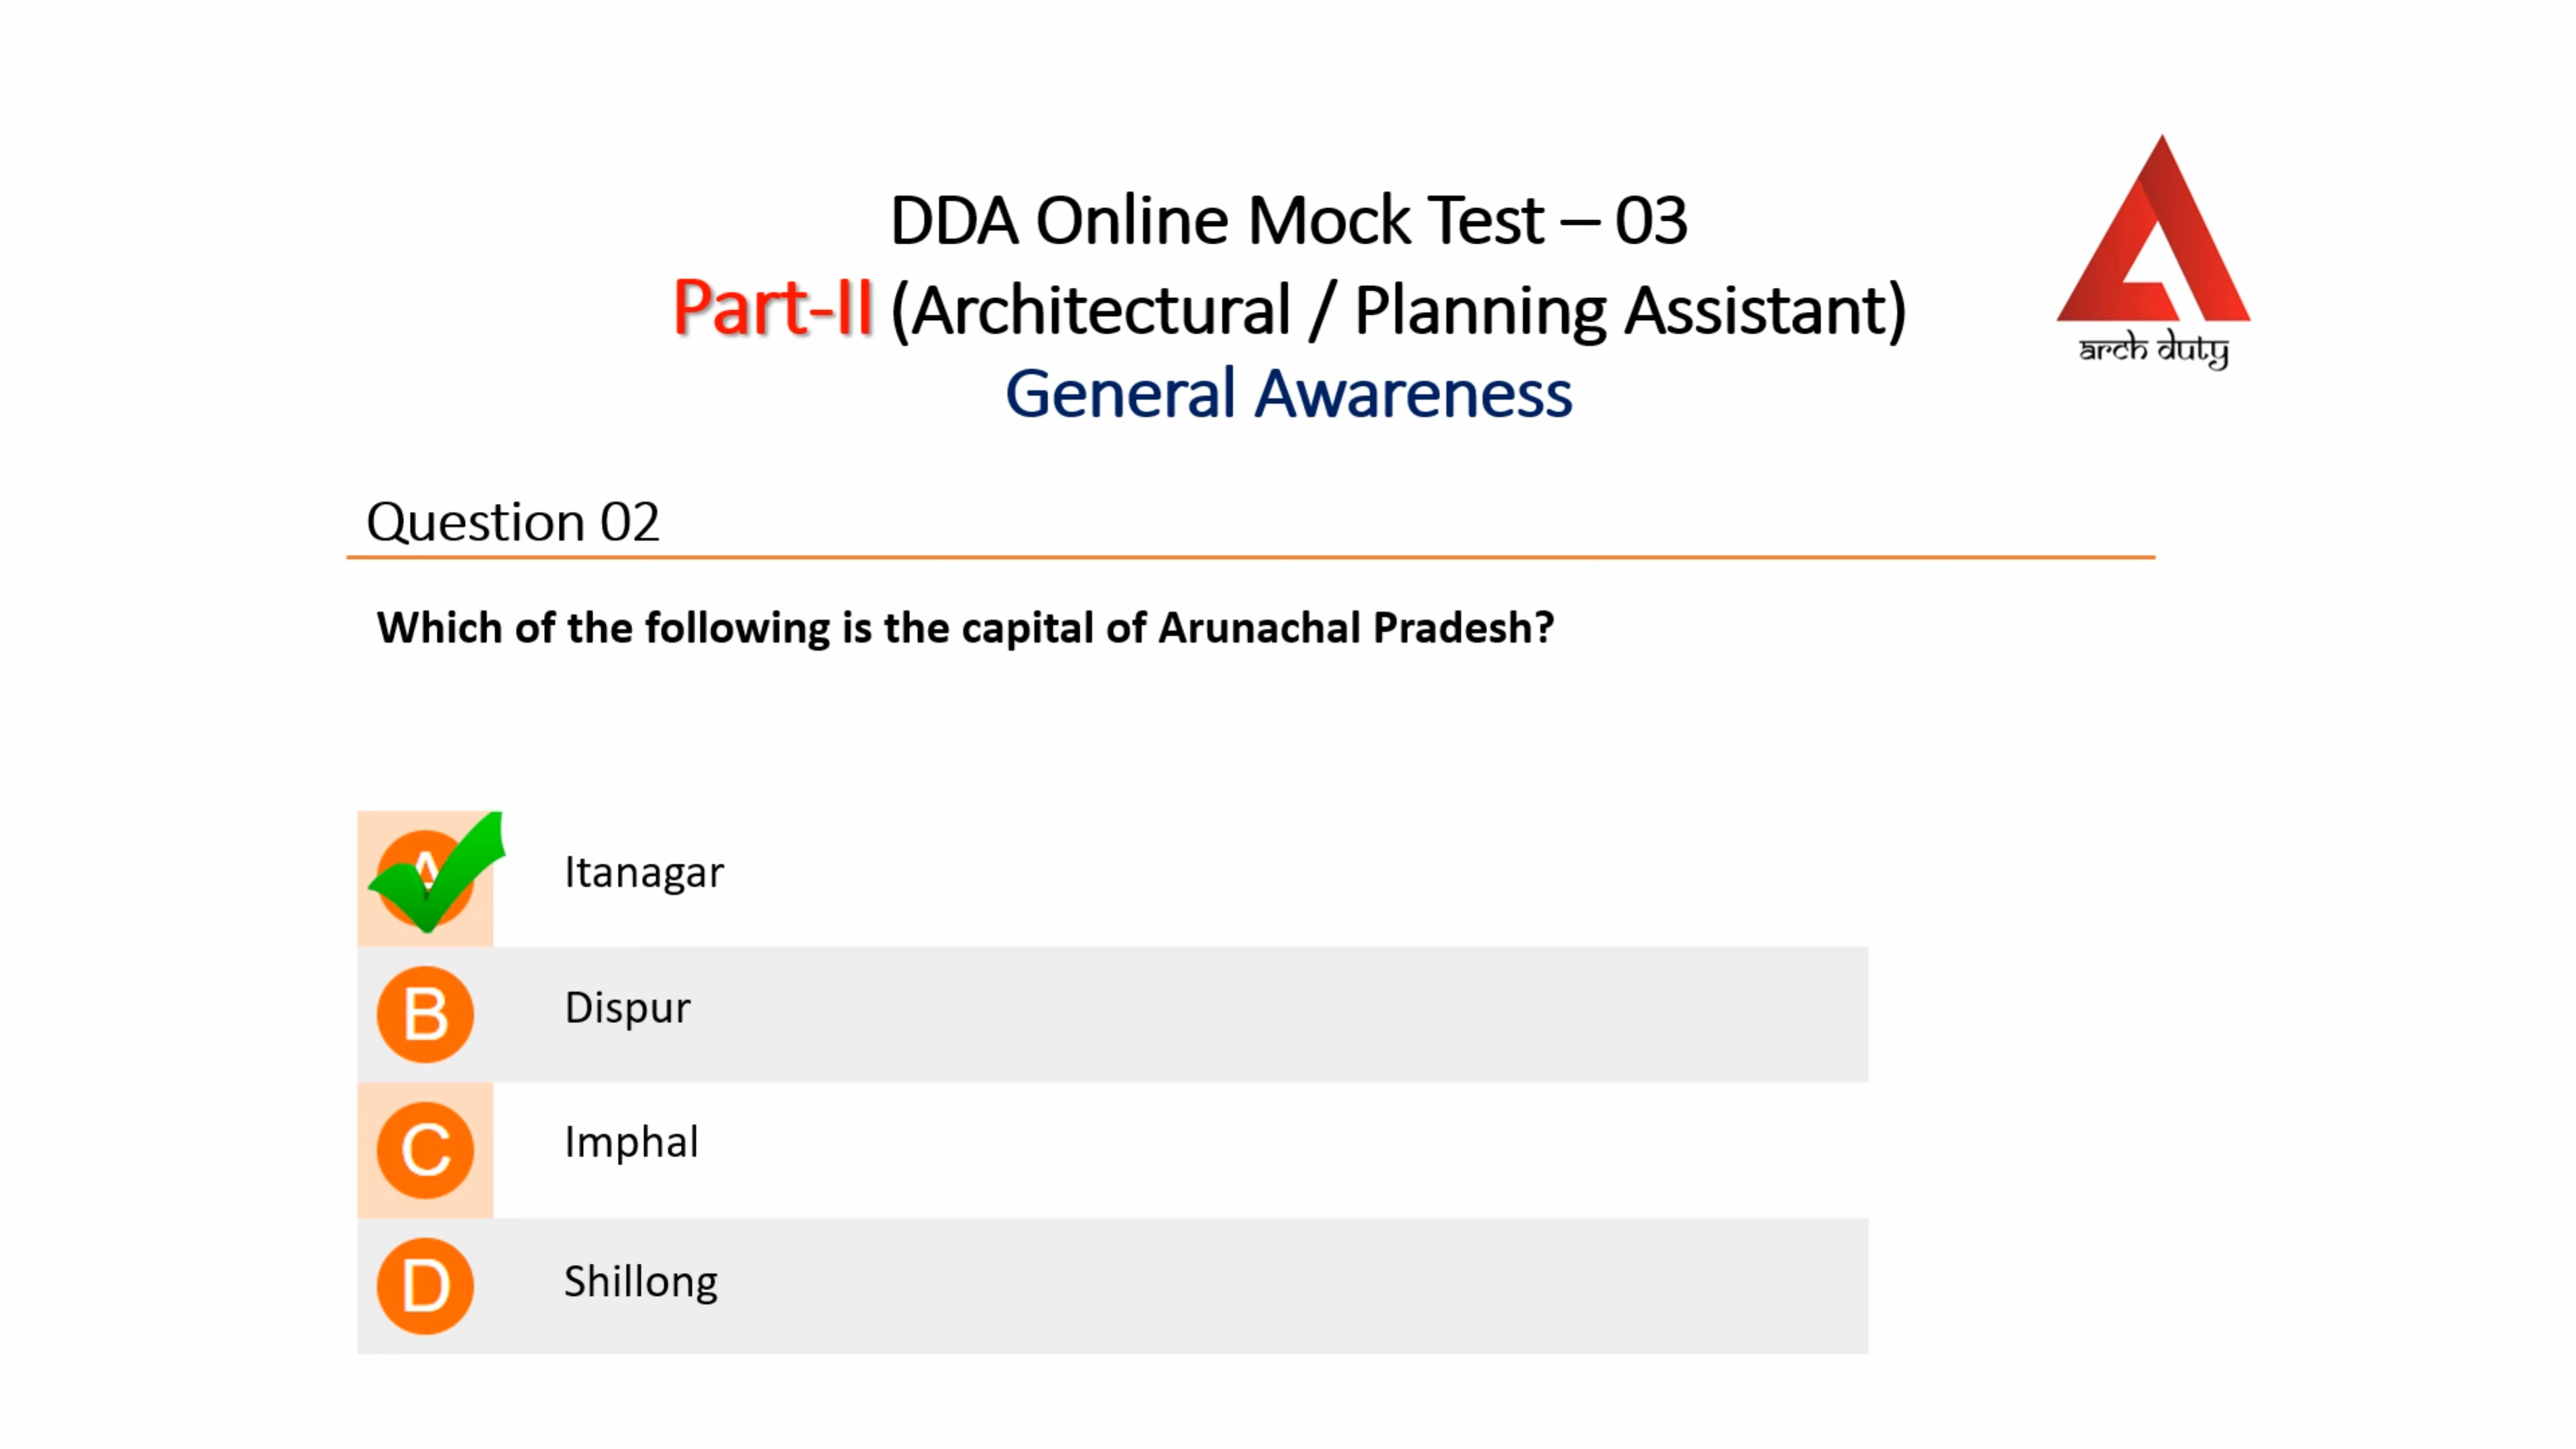 DDA Online Mock Test – 03
Part-II (Architectural / Planning Assistant)
General Awareness
arch duty
Question 02
Which of the following is the capital of Arunachal Pradesh?
A Itanagar
B Dispur
C Imphal
D Shillong